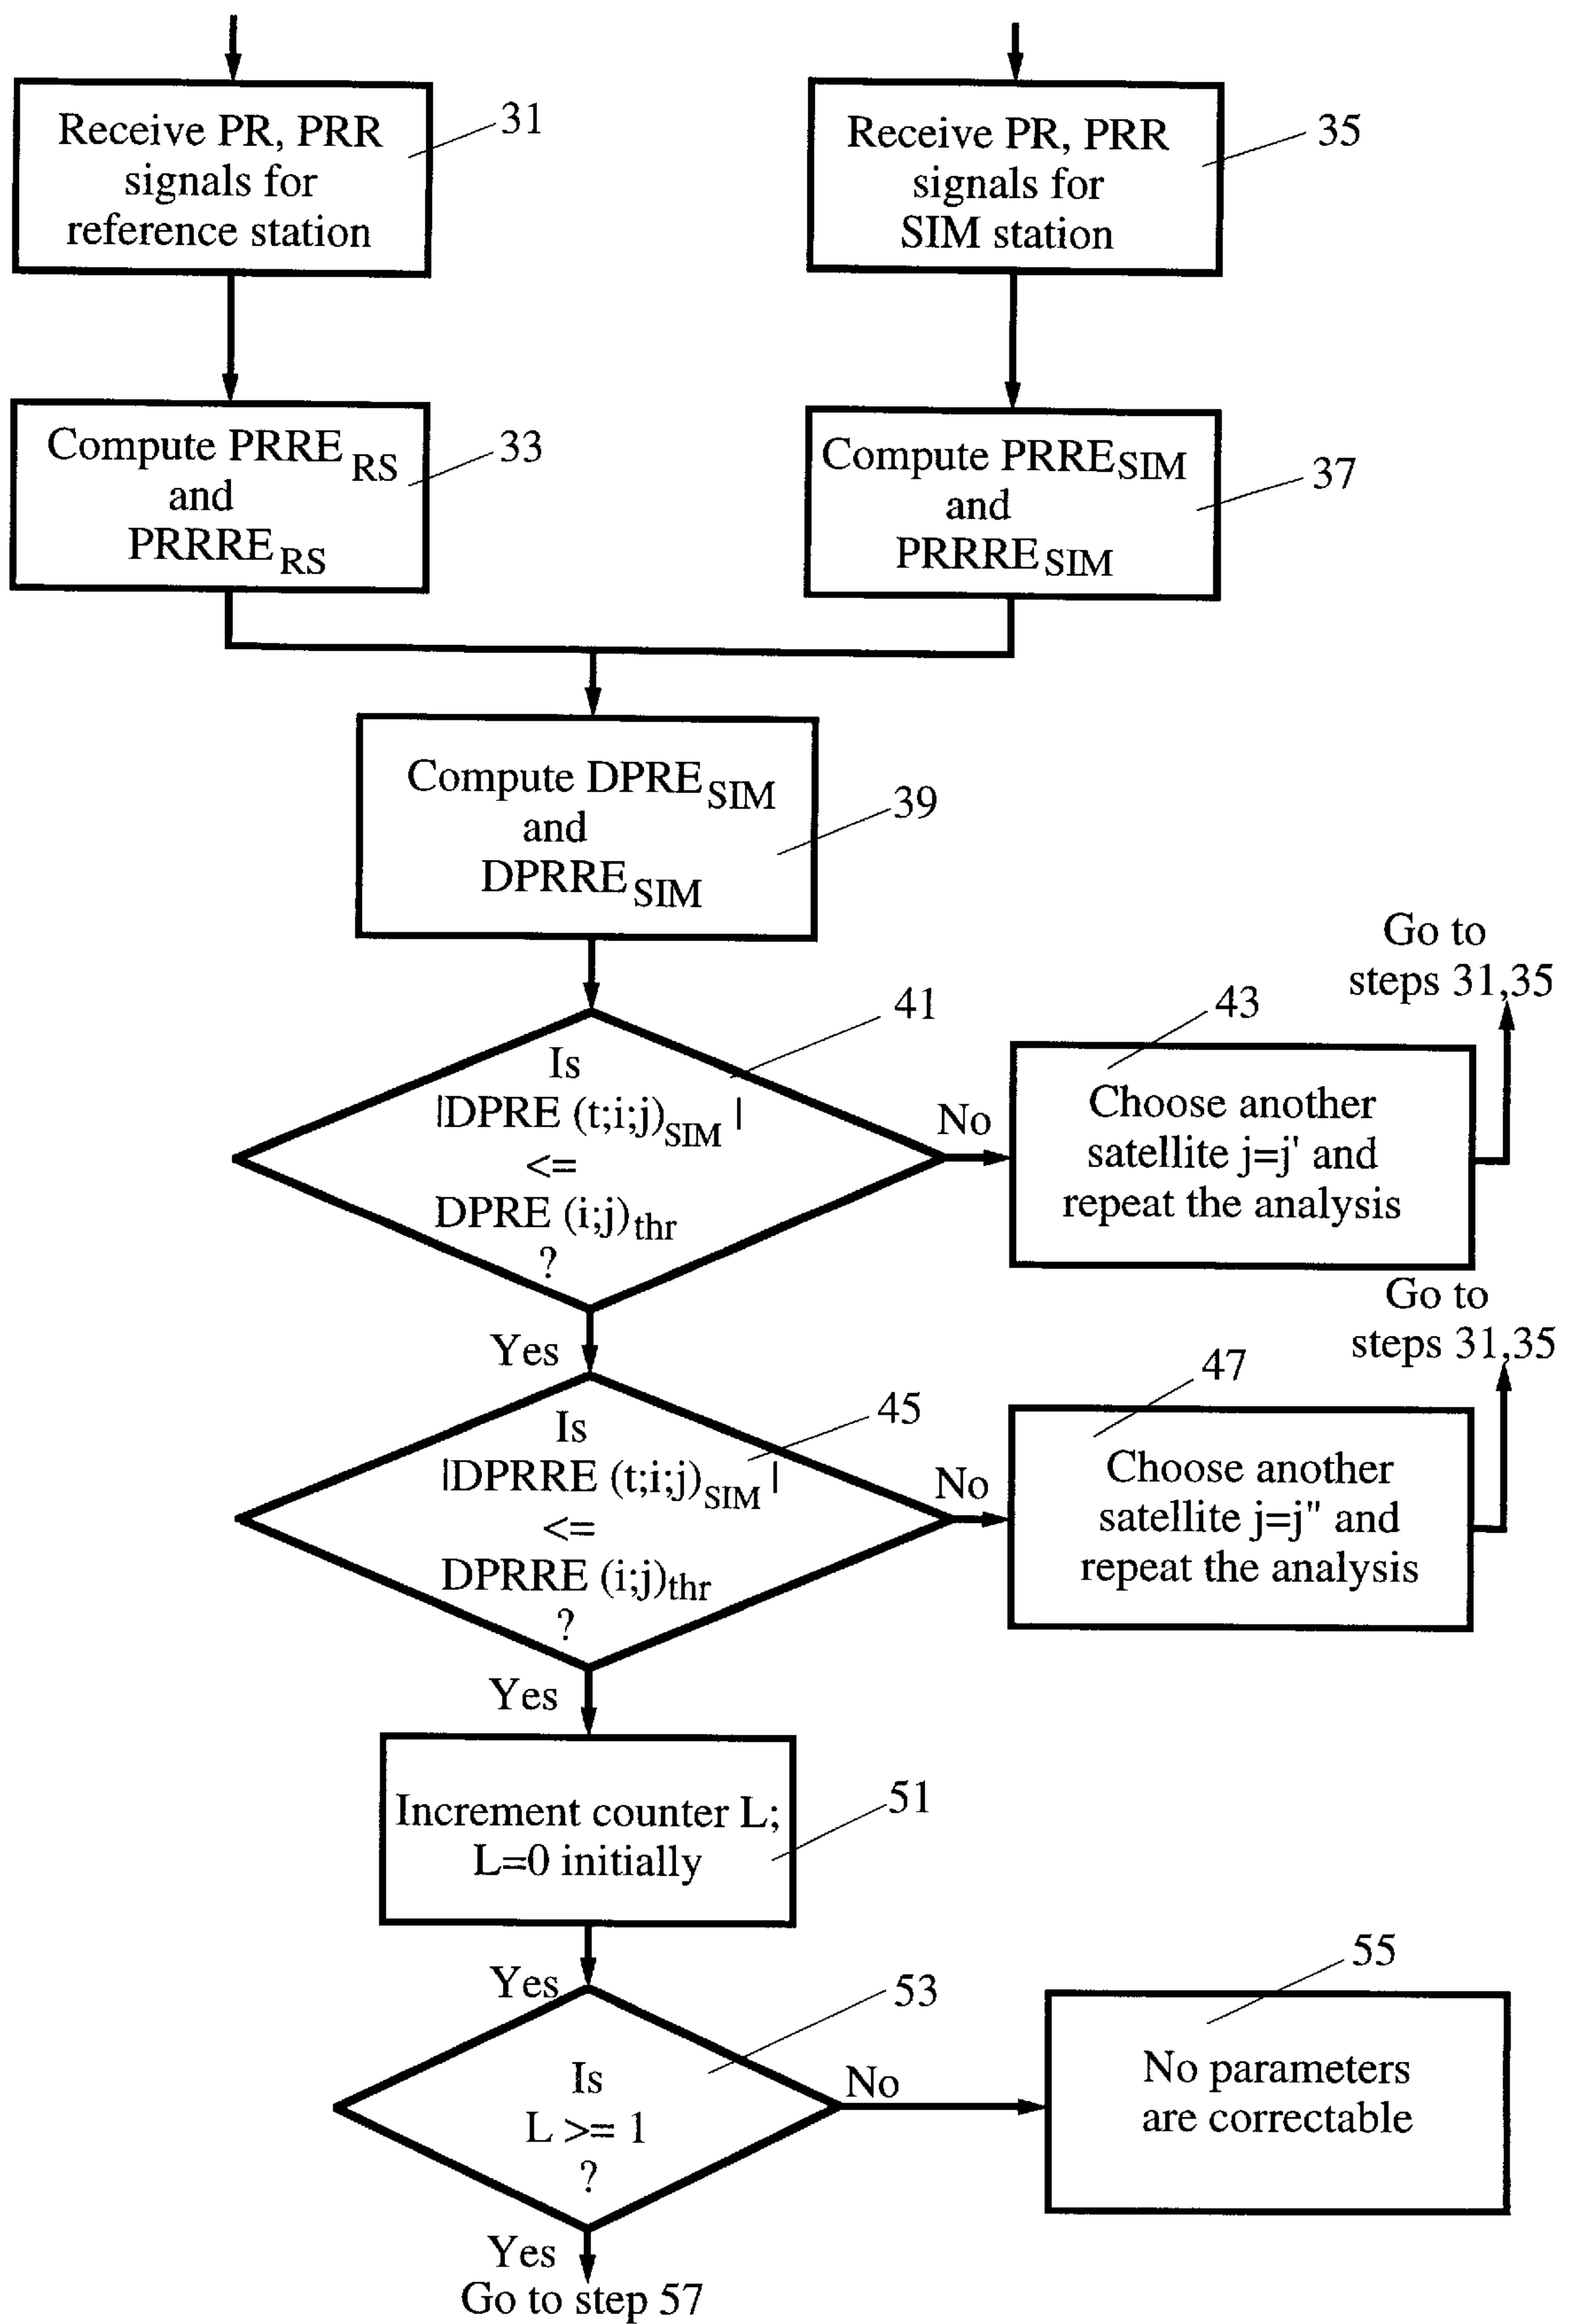 Receive PR, PRR
signals for
reference station
31
Receive PR, PRR
signals for
SIM station
35
Compute PRRE RS
and
PRRRE RS
33
Compute PRRE SIM
and
PRRRE SIM
37
Compute DPRE SIM
and
DPRRE SIM
39
Go to
steps 31,35
41
Is
|DPRE (t;i;j)SIM |
<=
DPRE (i;j)thr
?
No
43
Choose another
satellite j=j' and
repeat the analysis
Yes
Go to
steps 31,35
45
Is
|DPRRE (t;i;j)SIM |
<=
DPRRE (i;j)thr
?
No
47
Choose another
satellite j=j" and
repeat the analysis
Yes
Increment counter L;
L=0 initially
51
Yes
53
Is
L >= 1
?
No
55
No parameters
are correctable
Yes
Go to step 57